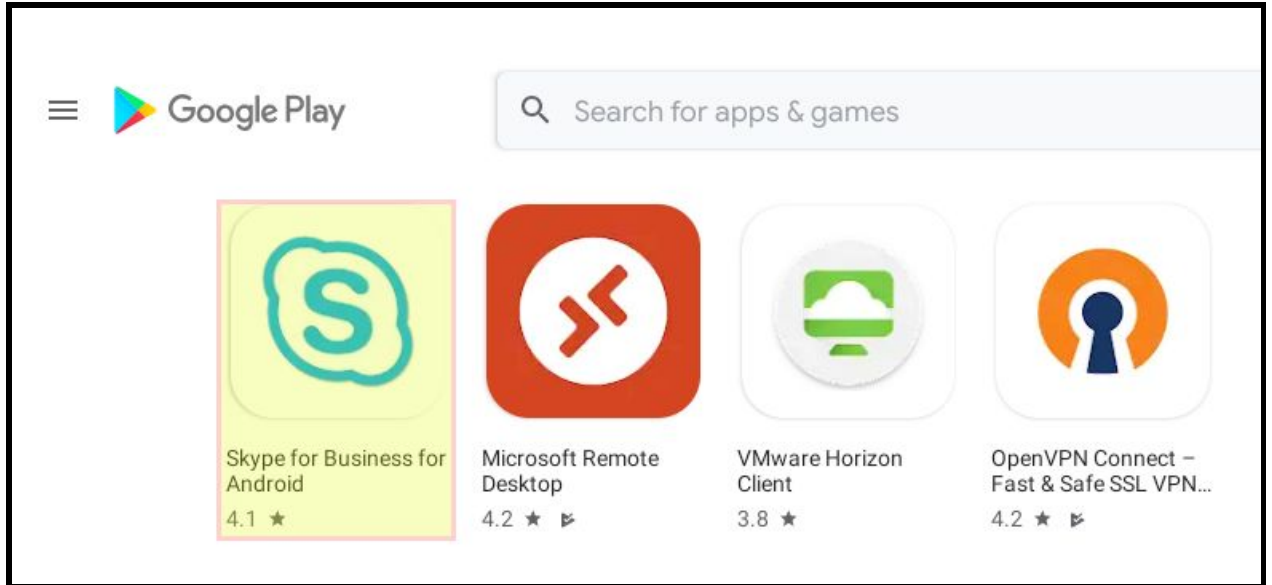 Google Play
Search for apps & games
Skype for Business for
Android
4.1 ★
Microsoft Remote
Desktop
4.2 ★
VMware Horizon
Client
3.8 ★
OpenVPN Connect –
Fast & Safe SSL VPN...
4.2 ★